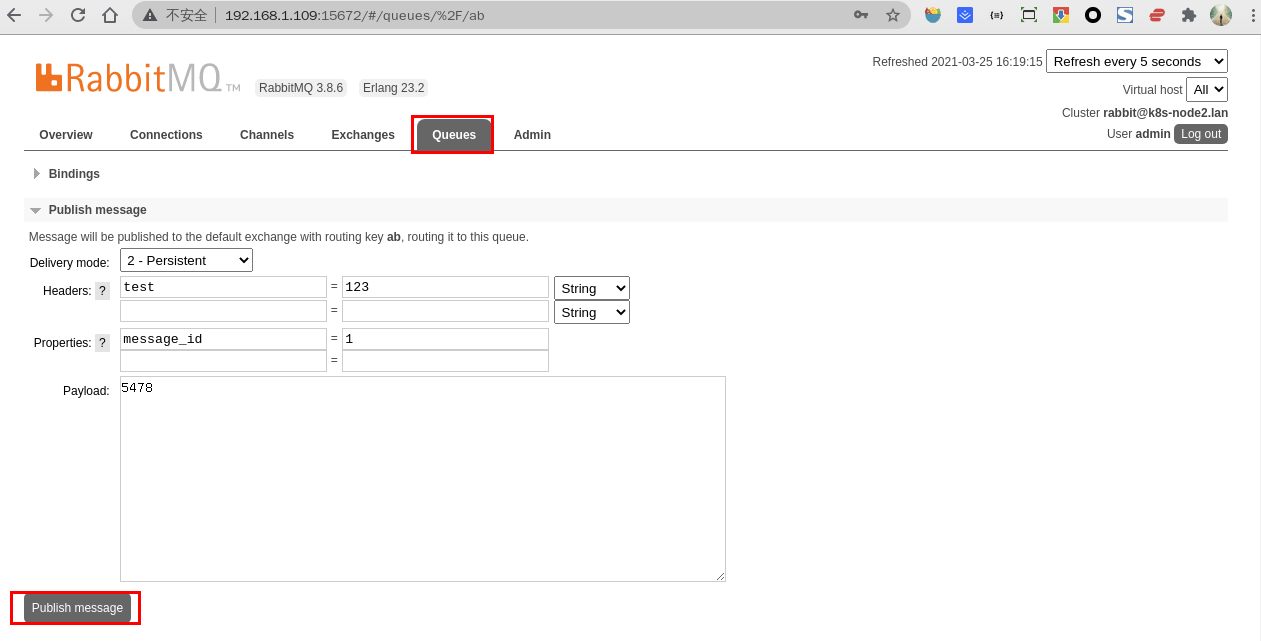 不安全 192.168.1.109:15672/#/queues/%2F/ab
RabbitMQ TM RabbitMQ 3.8.6 Erlang 23.2
Refreshed 2021-03-25 16:19:15 Refresh every 5 seconds
Virtual host All
Cluster rabbit@k8s-node2.lan
User admin Log out
Overview Connections Channels Exchanges Queues Admin
Bindings
Publish message
Message will be published to the default exchange with routing key ab, routing it to this queue.
Delivery mode: 2 - Persistent
Headers: ? test = 123 String
= String
Properties: ? message_id = 1
=
Payload: 5478
Publish message